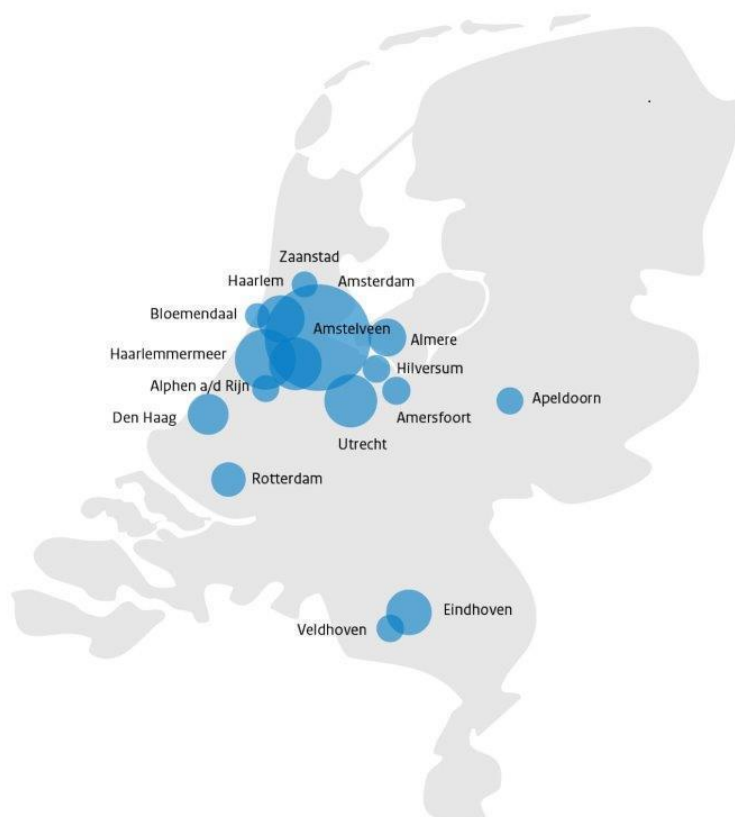 Zaanstad
Haarlem
Amsterdam
Bloemendaal
Amstelveen
Almere
Haarlemmermeer
Hilversum
Alphen a/d Rijn
Apeldoorn
Den Haag
Amersfoort
Utrecht
Rotterdam
Eindhoven
Veldhoven